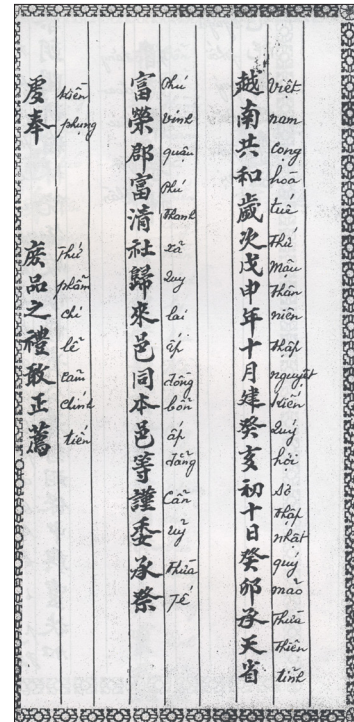 Việt nam Cộng hoà tuế Thứ Mậu Thân niên thập nguyệt kiến Quý hởi Sơ thập nhật quý mão Thừa Thiên tỉnh
越南共和歲次戊申年十月建癸亥初十日癸卯承天省
Phú vinh quận Phú Thanh xã Quy lai ấp đồng bổn ấp đẳng Cẩn uỷ Thừa Tế
富榮郡富清社歸來邑同本邑等謹委承祭
kiền phụng Thứ phẩm chi lễ cảm chính tiến
虔奉 庶品之禮敢正薦